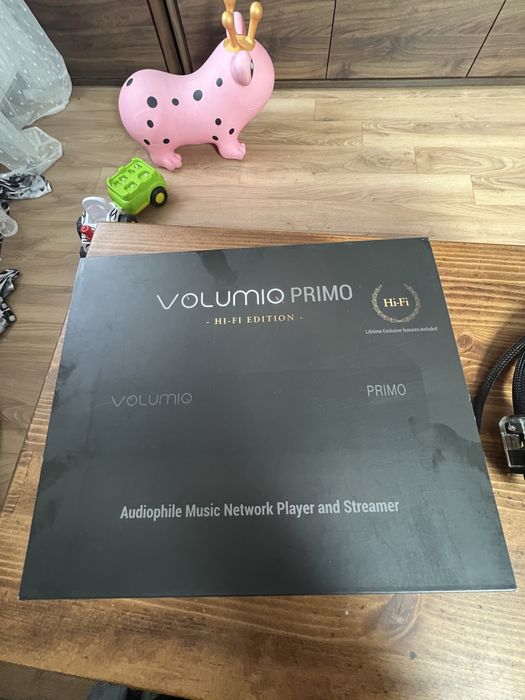 VOLUMIO PRIMO
- HI-FI EDITION -
Hi-Fi
Lifetime Exclusive features included
VOLUMIO
PRIMO
Audiophile Music Network Player and Streamer